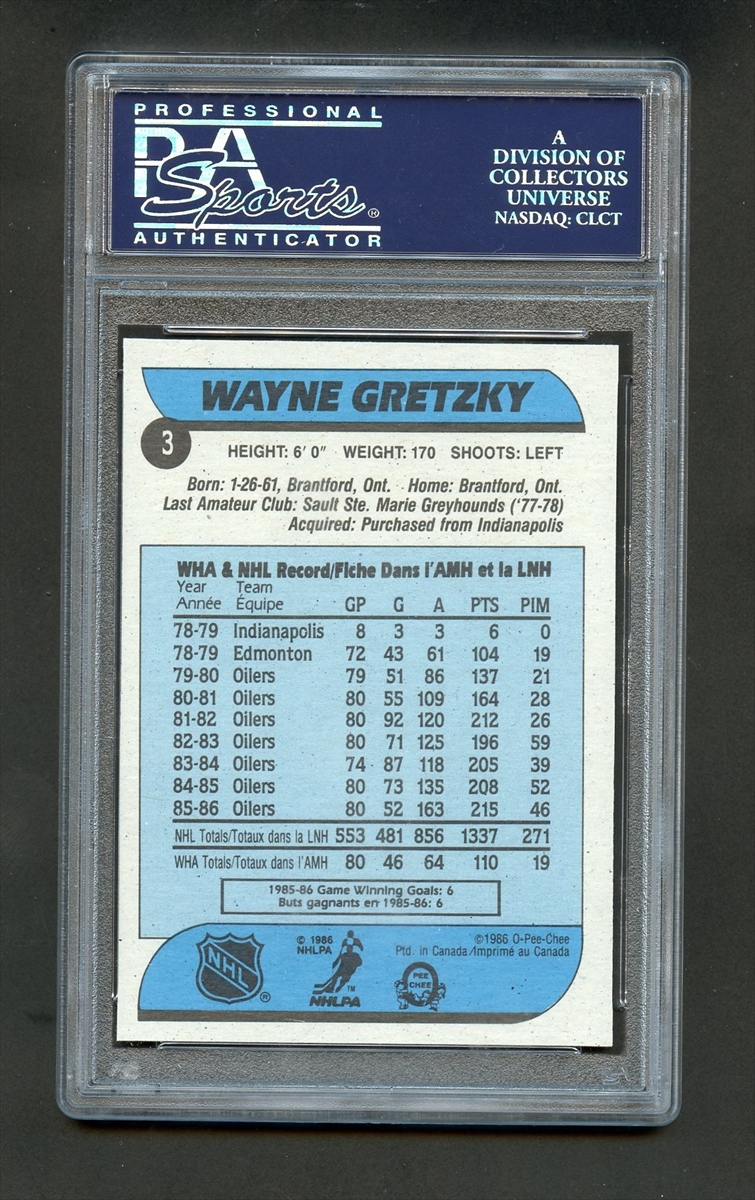 PROFESSIONAL
PSA
Sports®
AUTHENTICATOR
A
DIVISION OF
COLLECTORS
UNIVERSE
NASDAQ: CLCT
WAYNE GRETZKY
3
HEIGHT: 6' 0" WEIGHT: 170 SHOOTS: LEFT
Born: 1-26-61, Brantford, Ont. Home: Brantford, Ont.
Last Amateur Club: Sault Ste. Marie Greyhounds ('77-78)
Acquired: Purchased from Indianapolis
WHA & NHL Record/Fiche Dans l'AMH et la LNH
Year Team
Année Équipe GP G A PTS PIM
78-79 Indianapolis 8 3 3 6 0
78-79 Edmonton 72 43 61 104 19
79-80 Oilers 79 51 86 137 21
80-81 Oilers 80 55 109 164 28
81-82 Oilers 80 92 120 212 26
82-83 Oilers 80 71 125 196 59
83-84 Oilers 74 87 118 205 39
84-85 Oilers 80 73 135 208 52
85-86 Oilers 80 52 163 215 46
NHL Totals/Totaux dans la LNH 553 481 856 1337 271
WHA Totals/Totaux dans l'AMH 80 46 64 110 19
1985-86 Game Winning Goals: 6
Buts gagnants en 1985-86: 6
NHL ®
© 1986
NHLPA
™
NHLPA
©1986 O-Pee-Chee
Ptd. in Canada/Imprimé au Canada
PEE
CHEE